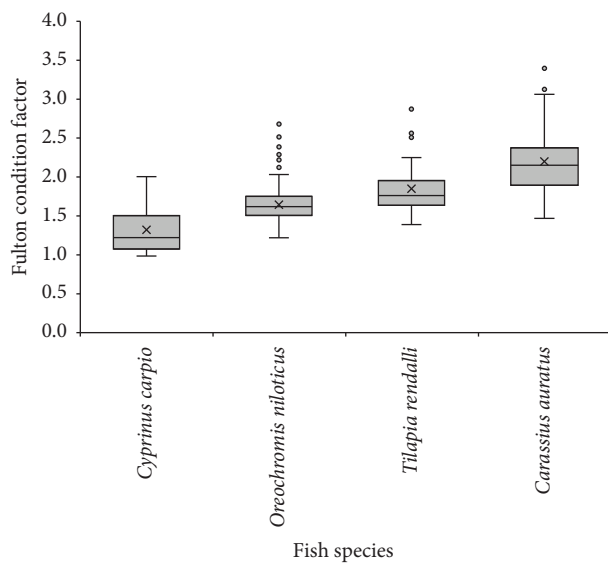 4.0
3.5
3.0
2.5
2.0
1.5
1.0
0.5
0.0
Fulton condition factor
Cyprinus carpio
Oreochromis niloticus
Tilapia rendalli
Carassius auratus
Fish species